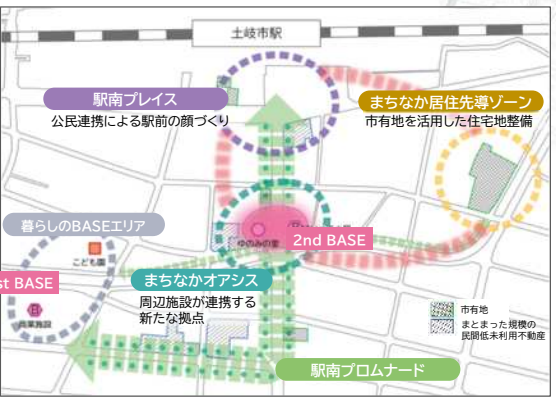 土岐市駅
駅南プレイス
公民連携による駅前の顔づくり
まちなか居住先導ゾーン
市有地を活用した住宅地整備
暮らしのBASEエリア
こども園
ゆのみの里
2nd BASE
st BASE
商業施設
まちなかオアシス
周辺施設が連携する
新たな拠点
市有地
まとまった規模の
民間低未利用不動産
駅南プロムナード